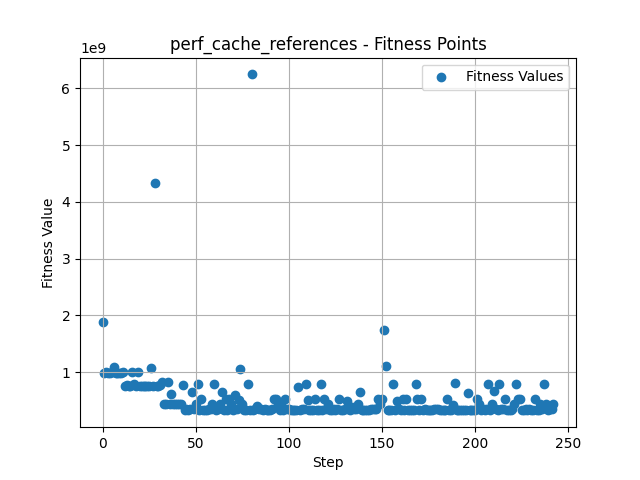 perf_cache_references - Fitness Points
1e9
Fitness Values
6
5
4
3
2
1
Fitness Value
0
50
100
150
200
250
Step